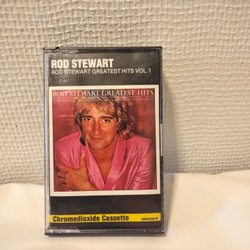 ROD STEWART
ROD STEWART GREATEST HITS VOL. 1
ROD STEWART GREATEST HITS
Chromedioxide Cassette